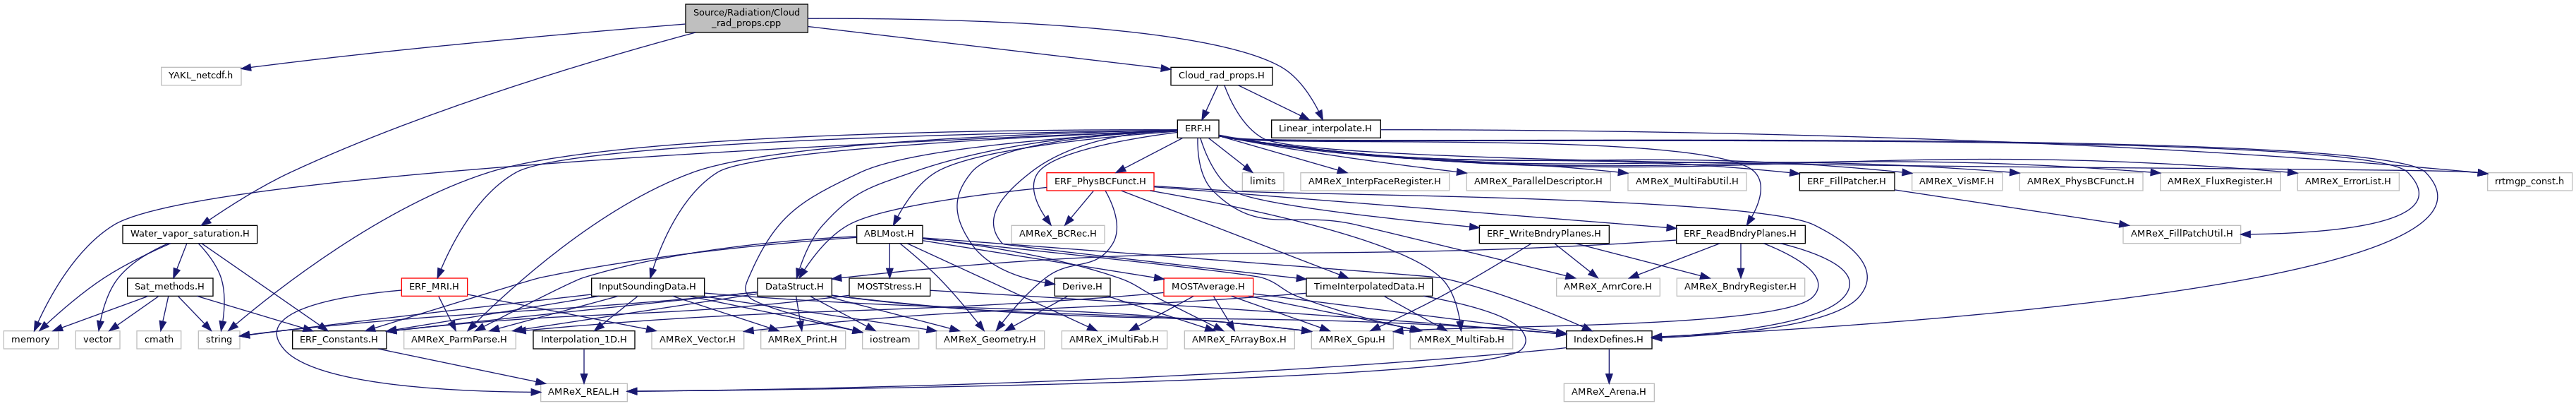 Source/Radiation/Cloud
_rad_props.cpp
YAKL_netcdf.h
Cloud_rad_props.H
ERF.H
Linear_interpolate.H
ERF_PhysBCFunct.H
limits
AMReX_InterpFaceRegister.H
AMReX_ParallelDescriptor.H
AMReX_MultiFabUtil.H
ERF_FillPatcher.H
AMReX_VisMF.H
AMReX_PhysBCFunct.H
AMReX_FluxRegister.H
AMReX_ErrorList.H
rrtmgp_const.h
Water_vapor_saturation.H
ABLMost.H
AMReX_BCRec.H
ERF_WriteBndryPlanes.H
ERF_ReadBndryPlanes.H
AMReX_FillPatchUtil.H
Sat_methods.H
ERF_MRI.H
InputSoundingData.H
DataStruct.H
MOSTStress.H
Derive.H
MOSTAverage.H
TimeInterpolatedData.H
AMReX_AmrCore.H
AMReX_BndryRegister.H
memory
vector
cmath
string
ERF_Constants.H
AMReX_ParmParse.H
Interpolation_1D.H
AMReX_Vector.H
AMReX_Print.H
iostream
AMReX_Geometry.H
AMReX_iMultiFab.H
AMReX_FArrayBox.H
AMReX_Gpu.H
AMReX_MultiFab.H
IndexDefines.H
AMReX_REAL.H
AMReX_Arena.H